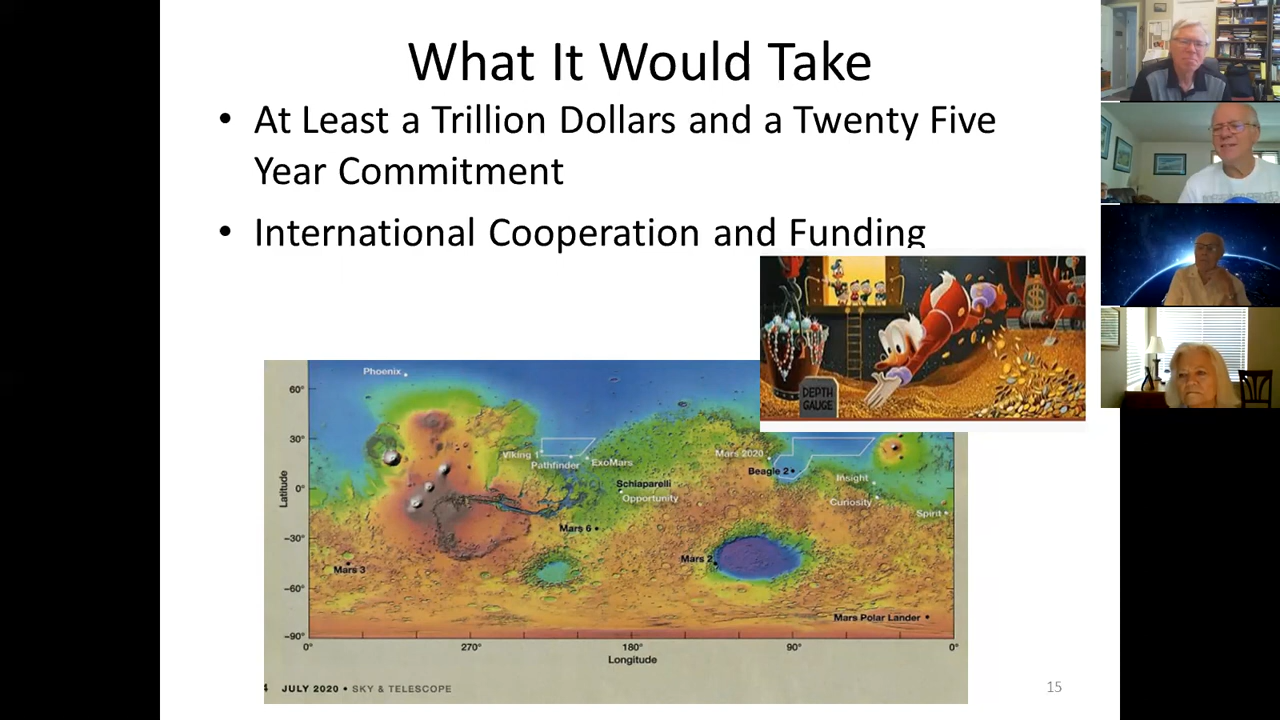 What It Would Take
• At Least a Trillion Dollars and a Twenty Five
Year Commitment
• International Cooperation and Funding
DEPTH
GAUGE
$
Phoenix
60°
30°
0°
-30°
-60°
-90°
Latitude
Viking 1
Pathfinder
ExoMars
Schiaparelli
Opportunity
Mars 2020
Beagle 2
Insight
Curiosity
Spirit
Mars 6
Mars 3
Mars 2
Mars Polar Lander
0° 270° 180° 90° 0°
Longitude
JULY 2020 • SKY & TELESCOPE
15